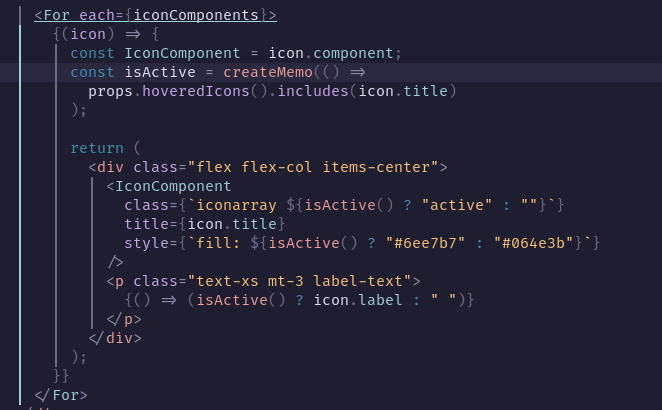 <For each={iconComponents}>
{(icon) => {
const IconComponent = icon.component;
const isActive = createMemo(() =>
props.hoveredIcons().includes(icon.title)
);
return (
<div class="flex flex-col items-center">
<IconComponent
class={`iconarray ${isActive() ? "active" : ""}`}
title={icon.title}
style={`fill: ${isActive() ? "#6ee7b7" : "#064e3b"}`}
/>
<p class="text-xs mt-3 label-text">
{() => (isActive() ? icon.label : " ")}
</p>
</div>
);
}}
</For>